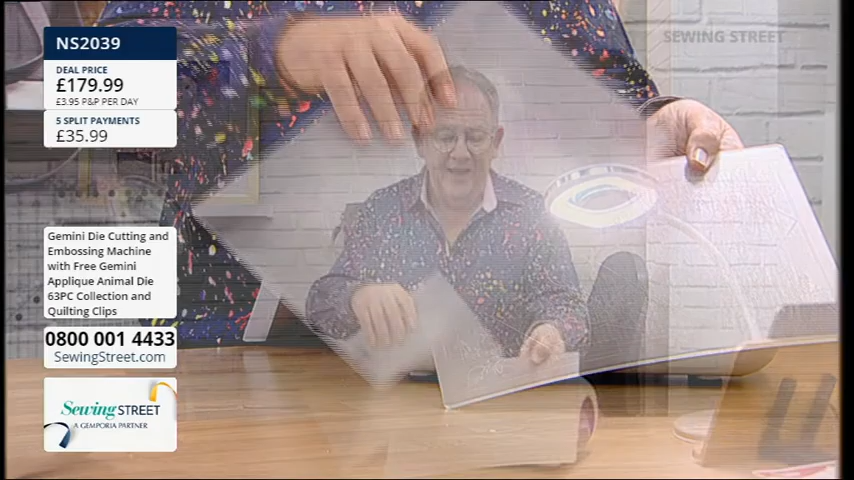 NS2039
SEWING STREET
DEAL PRICE
£179.99
£3.95 P&P PER DAY
5 SPLIT PAYMENTS
£35.99
Gemini Die Cutting and
Embossing Machine
with Free Gemini
Applique Animal Die
63PC Collection and
Quilting Clips
0800 001 4433
SewingStreet.com
Sewing STREET
A GEMPORIA PARTNER